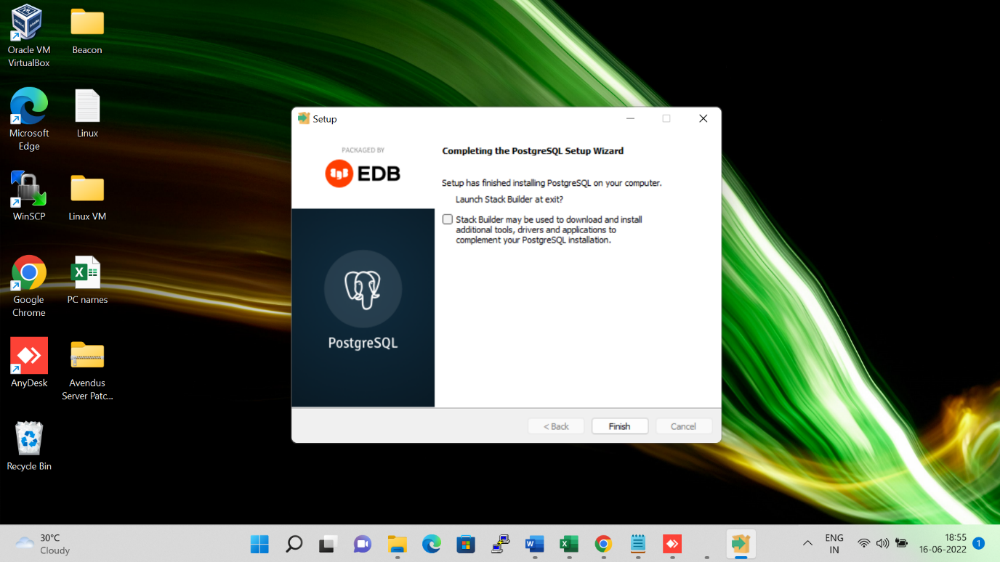 Oracle VM
VirtualBox
Beacon
Microsoft
Edge
Linux
WinSCP
Linux VM
Google
Chrome
PC names
AnyDesk
Avendus
Server Patc...
Recycle Bin
Setup
PACKAGED BY
EDB
PostgreSQL
Completing the PostgreSQL Setup Wizard
Setup has finished installing PostgreSQL on your computer.
Launch Stack Builder at exit?
Stack Builder may be used to download and install
additional tools, drivers and applications to
complement your PostgreSQL installation.
< Back
Finish
Cancel
30°C
Cloudy
ENG
IN
18:55
16-06-2022
1